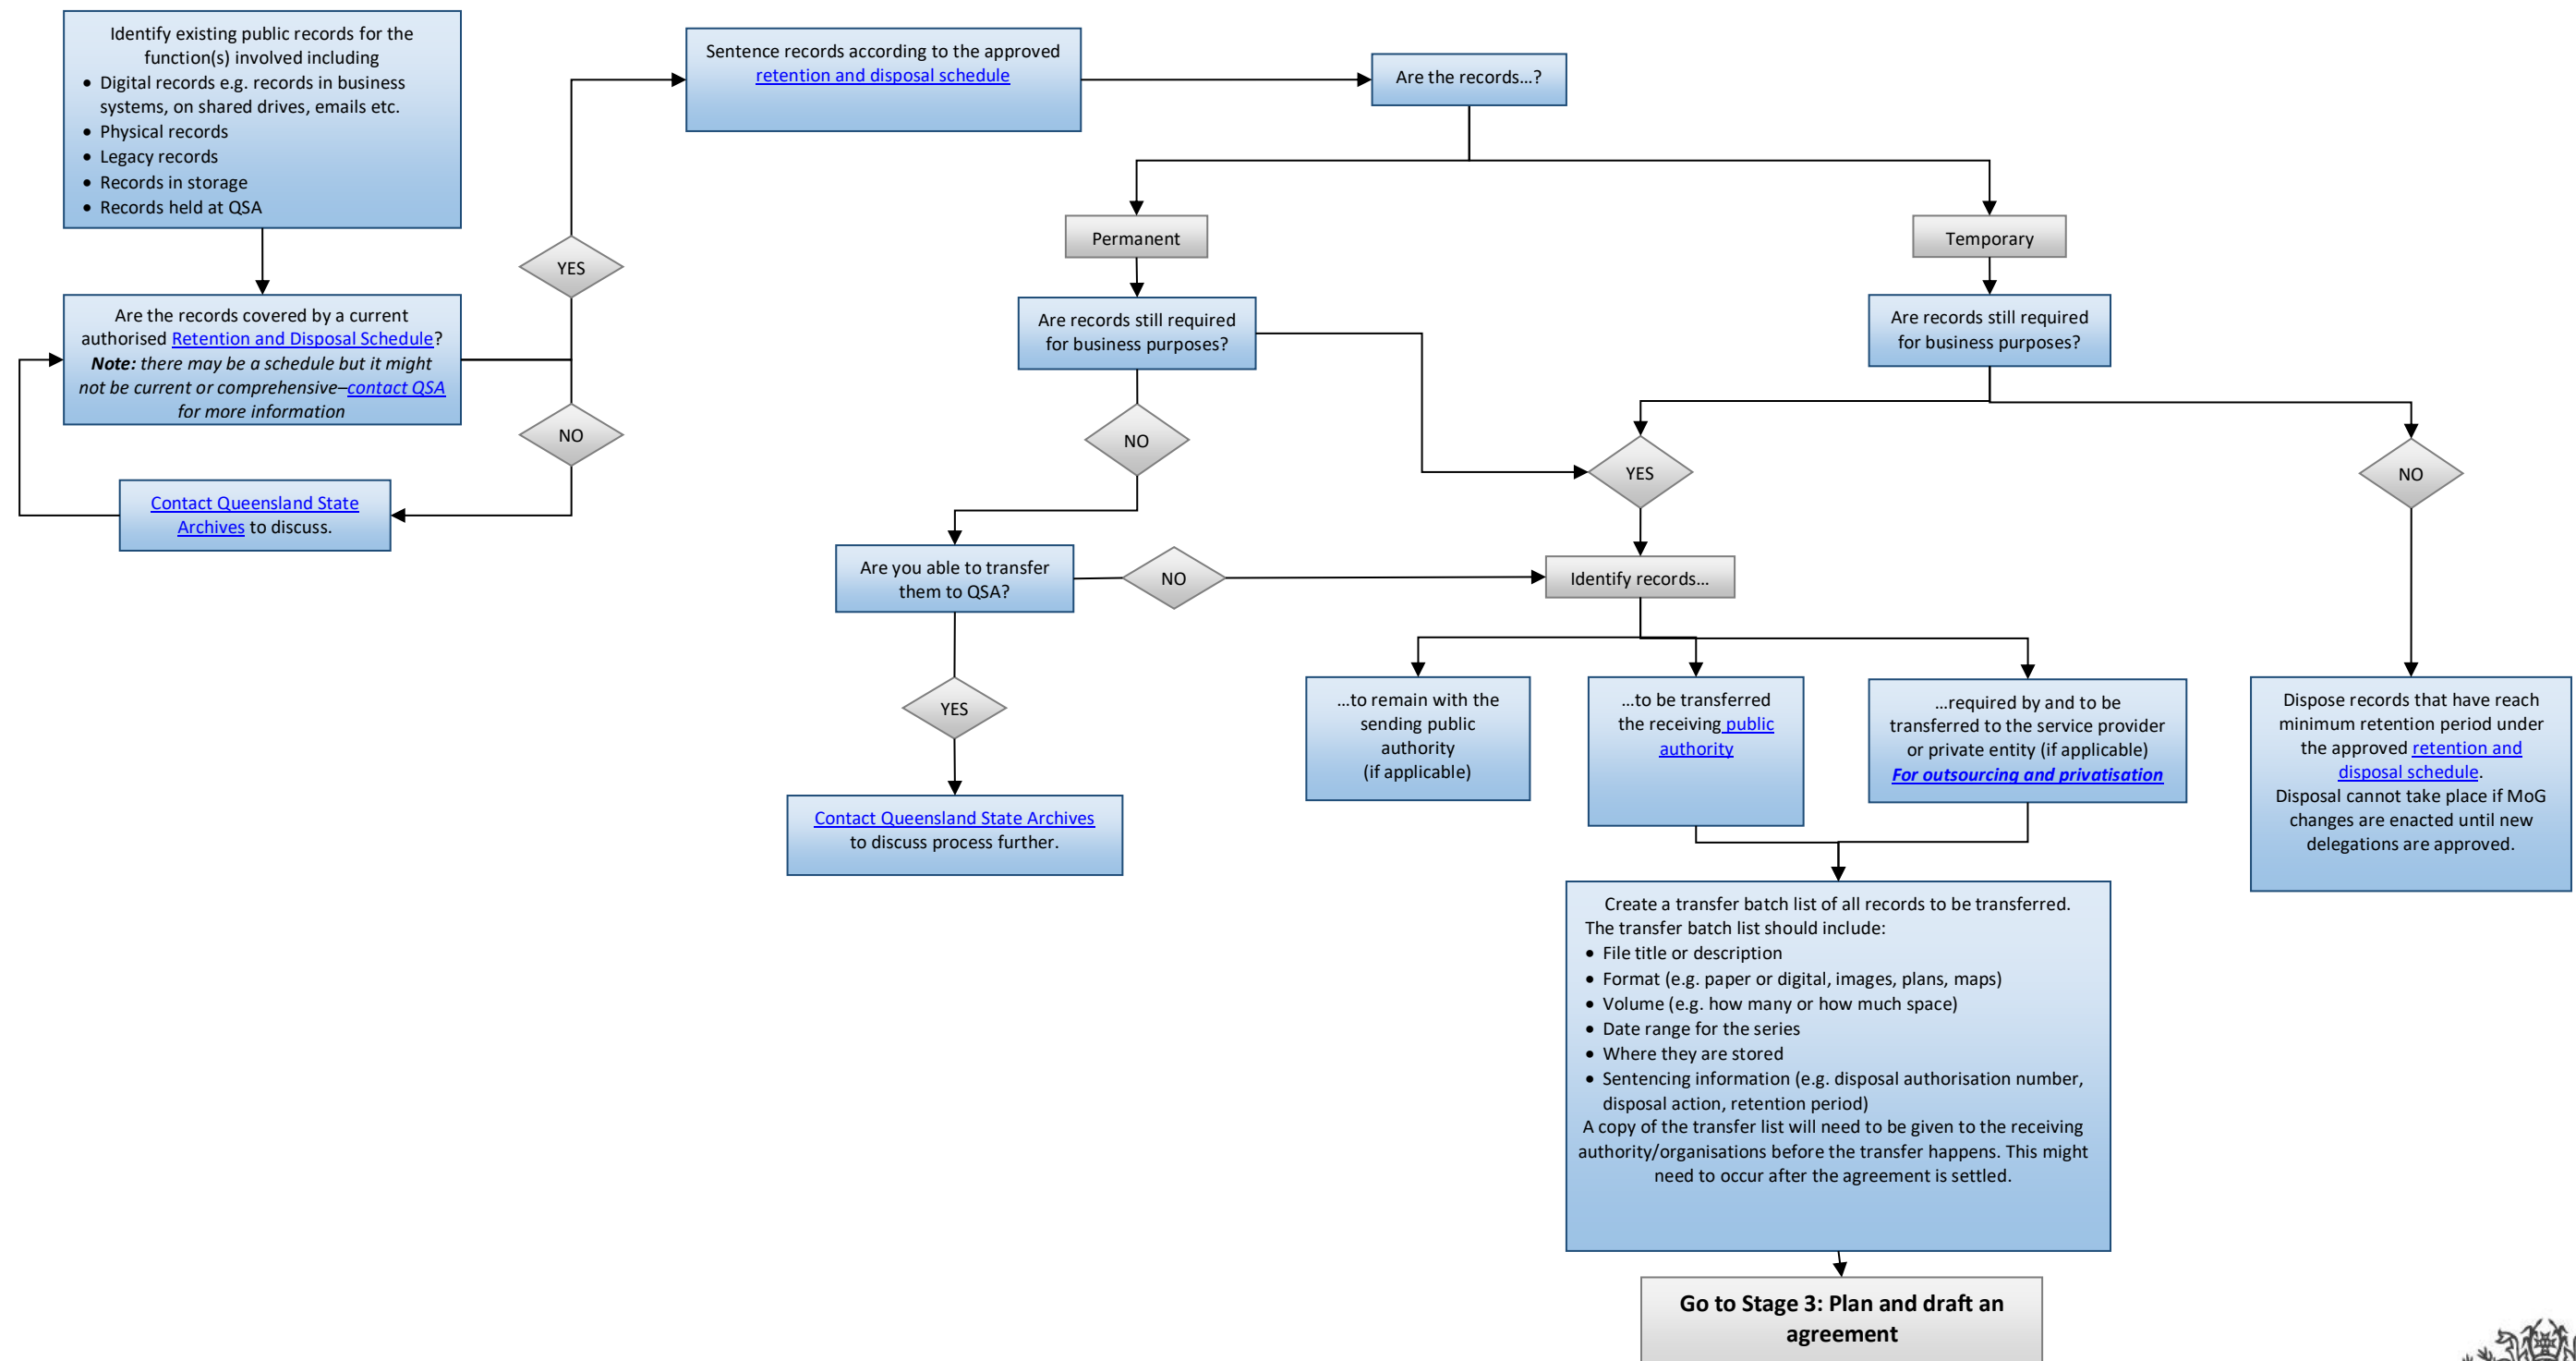 Identify existing public records for the
function(s) involved including
• Digital records e.g. records in business
systems, on shared drives, emails etc.
• Physical records
• Legacy records
• Records in storage
• Records held at QSA
Are the records covered by a current
authorised Retention and Disposal Schedule?
Note: there may be a schedule but it might
not be current or comprehensive–contact QSA
for more information
YES
NO
Contact Queensland State
Archives to discuss.
Sentence records according to the approved
retention and disposal schedule
Are the records...?
Permanent
Temporary
Are records still required
for business purposes?
Are records still required
for business purposes?
NO
YES
NO
Are you able to transfer
them to QSA?
NO
Identify records...
YES
Contact Queensland State Archives
to discuss process further.
...to remain with the
sending public
authority
(if applicable)
...to be transferred
the receiving public
authority
...required by and to be
transferred to the service provider
or private entity (if applicable)
For outsourcing and privatisation
Dispose records that have reach
minimum retention period under
the approved retention and
disposal schedule.
Disposal cannot take place if MoG
changes are enacted until new
delegations are approved.
Create a transfer batch list of all records to be transferred.
The transfer batch list should include:
• File title or description
• Format (e.g. paper or digital, images, plans, maps)
• Volume (e.g. how many or how much space)
• Date range for the series
• Where they are stored
• Sentencing information (e.g. disposal authorisation number,
disposal action, retention period)
A copy of the transfer list will need to be given to the receiving
authority/organisations before the transfer happens. This might
need to occur after the agreement is settled.
Go to Stage 3: Plan and draft an
agreement